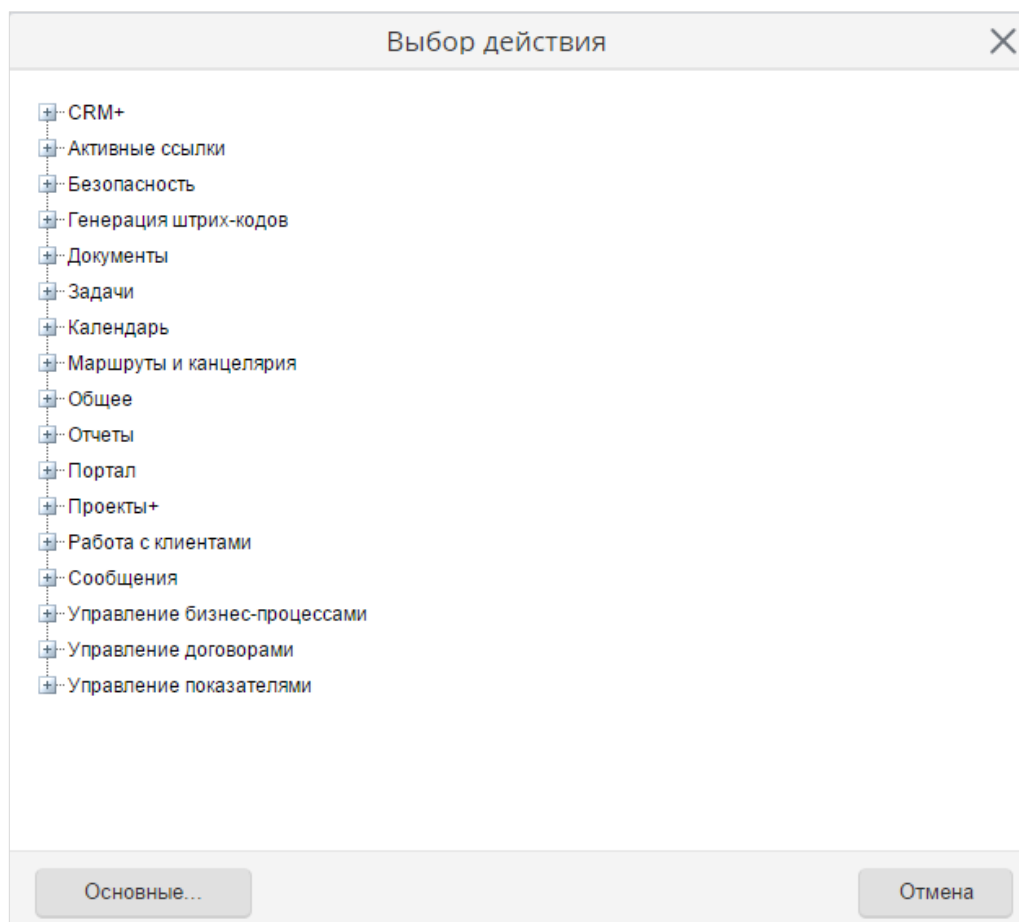 Выбор действия
CRM+
Активные ссылки
Безопасность
Генерация штрих-кодов
Документы
Задачи
Календарь
Маршруты и канцелярия
Общее
Отчеты
Портал
Проекты+
Работа с клиентами
Сообщения
Управление бизнес-процессами
Управление договорами
Управление показателями
Основные... Отмена